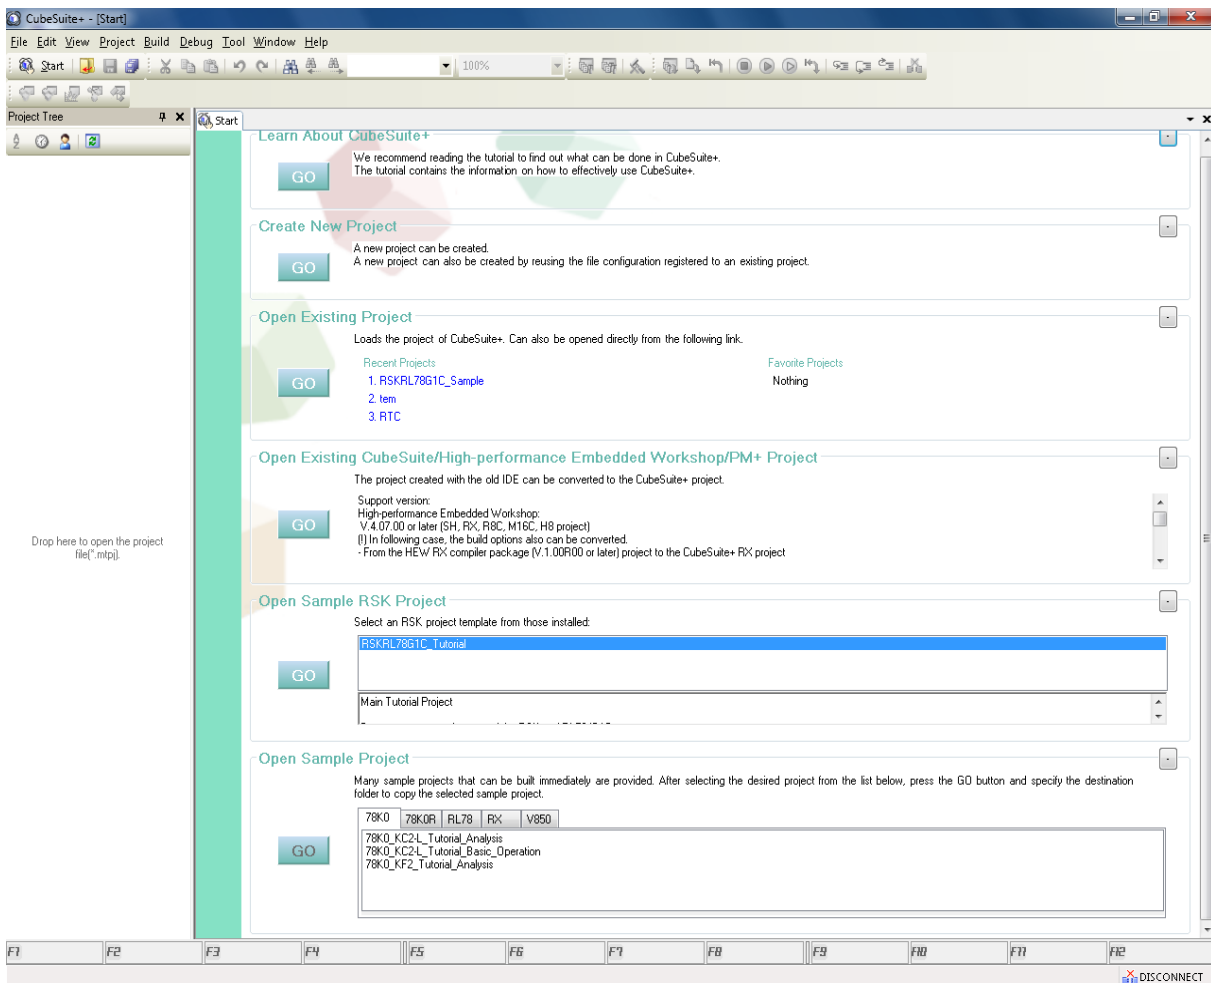 CubeSuite+ - [Start]
File Edit View Project Build Debug Tool Window Help
Start 100%
Project Tree
Start
Learn About CubeSuite+
GO
We recommend reading the tutorial to find out what can be done in CubeSuite+.
The tutorial contains the information on how to effectively use CubeSuite+.
Create New Project
GO
A new project can be created.
A new project can also be created by reusing the file configuration registered to an existing project.
Open Existing Project
Loads the project of CubeSuite+. Can also be opened directly from the following link.
GO
Recent Projects
1. RSKRL78G1C_Sample
2. tem
3. RTC
Favorite Projects
Nothing
Open Existing CubeSuite/High-performance Embedded Workshop/PM+ Project
The project created with the old IDE can be converted to the CubeSuite+ project.
GO
Support version:
High-performance Embedded Workshop:
V.4.07.00 or later (SH, RX, R8C, M16C, H8 project)
(!) In following case, the build options also can be converted.
- From the HEW RX compiler package (V.1.00R00 or later) project to the CubeSuite+ RX project
Drop here to open the project
file(*.mtpj).
Open Sample RSK Project
Select an RSK project template from those installed:
RSKRL78G1C_Tutorial
GO
Main Tutorial Project
Open Sample Project
Many sample projects that can be built immediately are provided. After selecting the desired project from the list below, press the GO button and specify the destination
folder to copy the selected sample project.
78K0 78K0R RL78 RX V850
GO
78K0_KC2-L_Tutorial_Analysis
78K0_KC2-L_Tutorial_Basic_Operation
78K0_KF2_Tutorial_Analysis
F1 F2 F3 F4 F5 F6 F7 F8 F9 F10 F11 F12
DISCONNECT